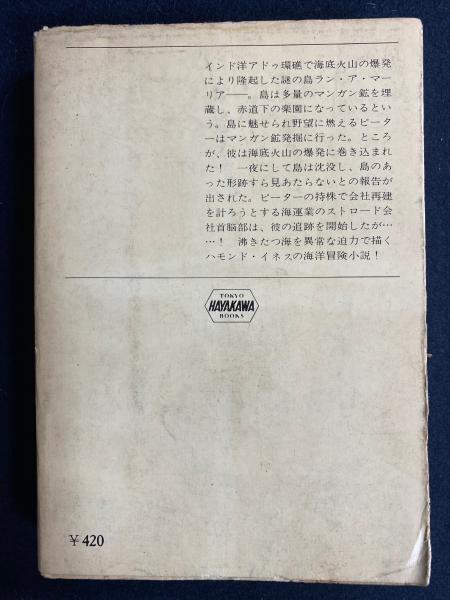 インド洋アドゥ環礁で海底火山の爆発
により隆起した謎の島ラン・ア・マー
リア——。島は多量のマンガン鉱を埋
蔵し、赤道下の楽園になっているとい
う。島に魅せられ野望に燃えるピータ
ーはマンガン鉱発掘に行った。ところ
が、彼は海底火山の爆発に巻き込まれ
た！　一夜にして島は沈没し、島のあ
った形跡すら見あたらないとの報告が
出された。ピーターの持株で会社再建
を計ろうとする海運業のストロード会
社首脳部は、彼の追跡を開始したが…
…！　沸きたつ海を異常な迫力で描く
ハモンド・イネスの海洋冒険小説！
TOKYO
HAYAKAWA
BOOKS
￥420